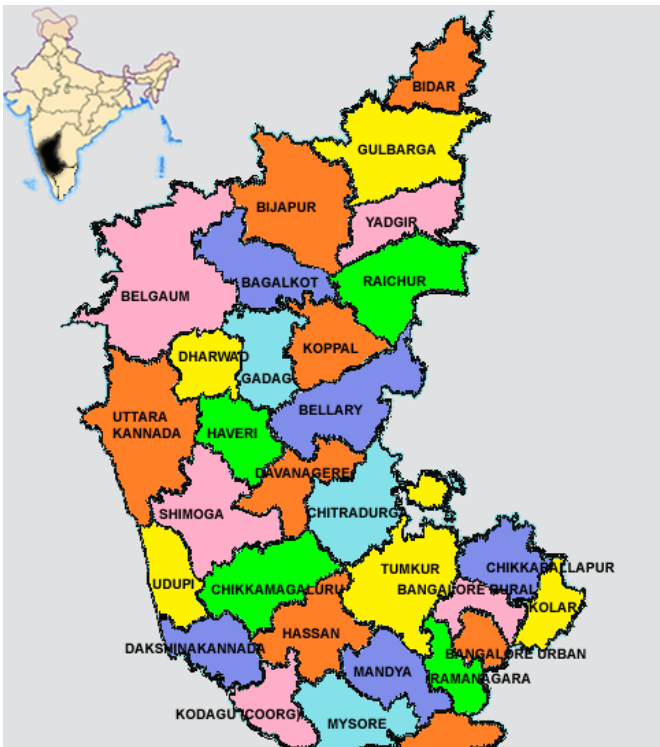 BIDAR
GULBARGA
BIJAPUR
YADGIR
BAGALKOT
RAICHUR
BELGAUM
KOPPAL
DHARWAD
GADAG
BELLARY
UTTARA
KANNADA
HAVERI
DAVANAGERE
SHIMOGA
CHITRADURGA
CHIKKABALLAPUR
TUMKUR
UDUPI
CHIKKAMAGALURU
BANGALORE RURAL
KOLAR
HASSAN
DAKSHINAKANNADA
BANGALORE URBAN
MANDYA
RAMANAGARA
KODAGU (COORG)
MYSORE